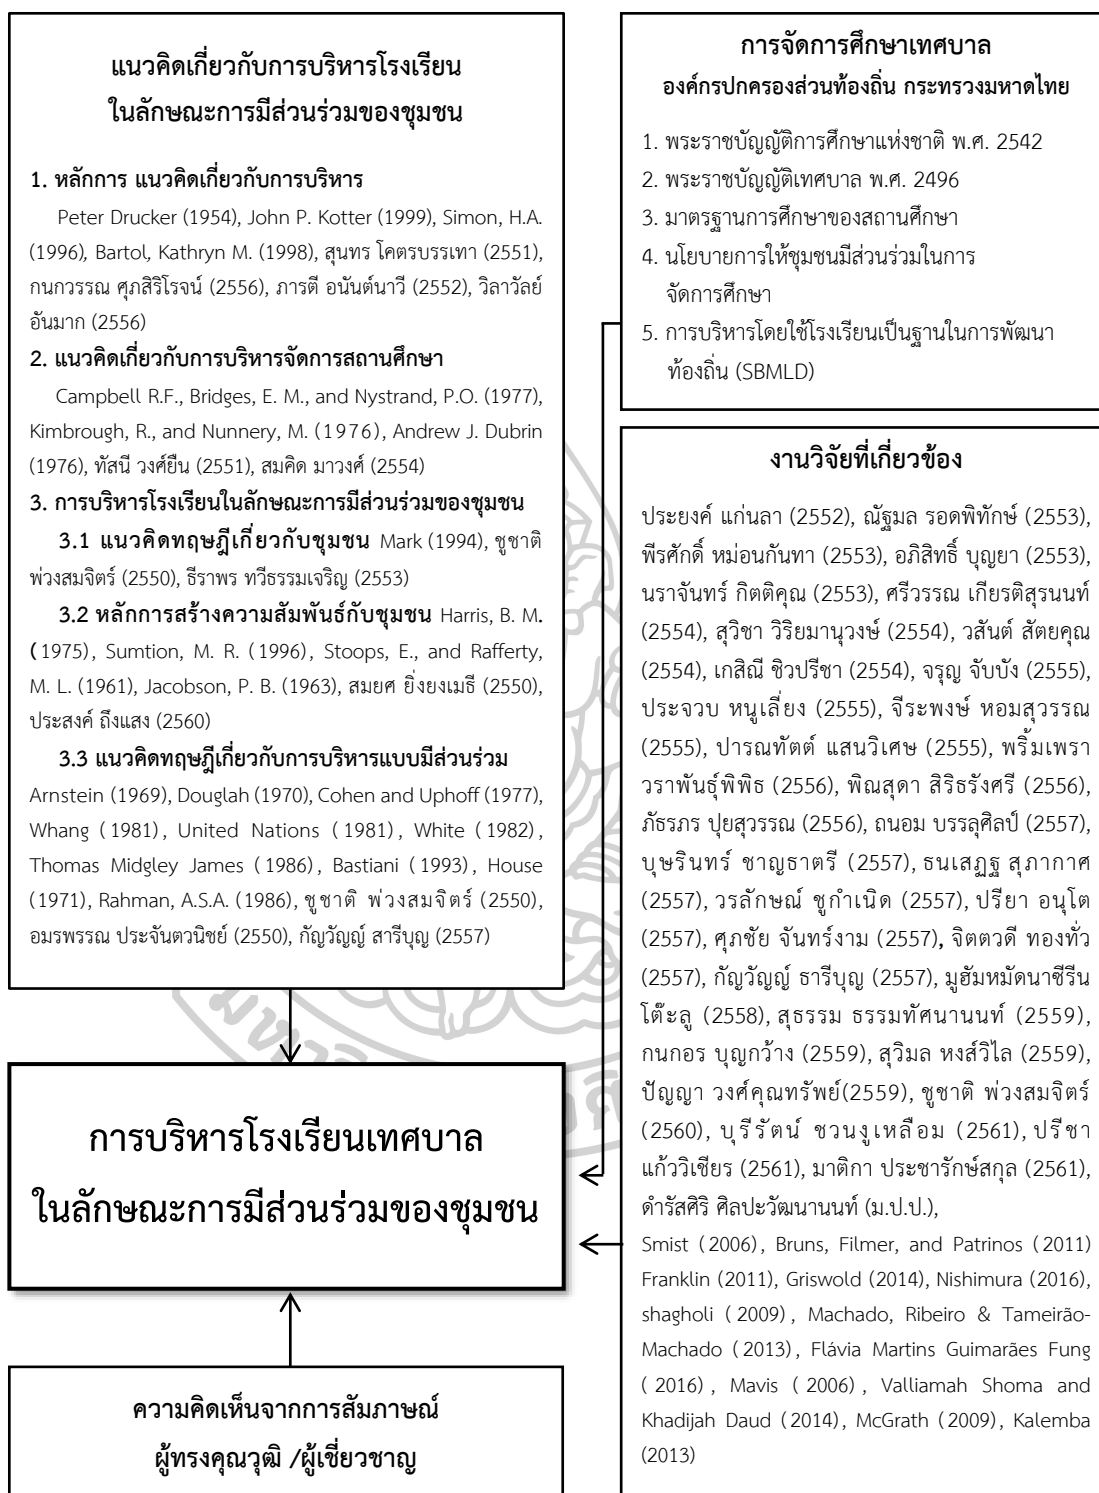 แนวคิดเกี่ยวกับการบริหารโรงเรียน
ในลักษณะการมีส่วนร่วมของชุมชน
1. หลักการ แนวคิดเกี่ยวกับการบริหาร
Peter Drucker (1954), John P. Kotter (1999), Simon, H.A.
(1996), Bartol, Kathryn M. (1998), สุนทร โคตรบรรเทา (2551),
กนกวรรณ ศุภสิริโรจน์ (2556), ภารตี อนันต์นาวี (2552), วิลาวัลย์
อันมาก (2556)
2. แนวคิดเกี่ยวกับการบริหารจัดการสถานศึกษา
Campbell R.F., Bridges, E. M., and Nystrand, P.O. (1977),
Kimbrough, R., and Nunnery, M. (1976), Andrew J. Dubrin
(1976), ทัสนี วงศ์ยืน (2551), สมคิด มาวงศ์ (2554)
3. การบริหารโรงเรียนในลักษณะการมีส่วนร่วมของชุมชน
3.1 แนวคิดทฤษฎีเกี่ยวกับชุมชน Mark (1994), ชูชาติ
พ่วงสมจิตร์ (2550), ธีราพร ทวีธรรมเจริญ (2553)
3.2 หลักการสร้างความสัมพันธ์กับชุมชน Harris, B. M.
(1975), Sumtion, M. R. (1996), Stoops, E., and Rafferty,
M. L. (1961), Jacobson, P. B. (1963), สมยศ ยิ่งยงเมธี (2550),
ประสงค์ ถึงแสง (2560)
3.3 แนวคิดทฤษฎีเกี่ยวกับการบริหารแบบมีส่วนร่วม
Arnstein (1969), Douglah (1970), Cohen and Uphoff (1977),
Whang (1981), United Nations (1981), White (1982),
Thomas Midgley James (1986), Bastiani (1993), House
(1971), Rahman, A.S.A. (1986), ชูชาติ พ่วงสมจิตร์ (2550),
อมรพรรณ ประจันตวนิชย์ (2550), กัญวัญญ์ สารีบุญ (2557)
การบริหารโรงเรียนเทศบาล
ในลักษณะการมีส่วนร่วมของชุมชน
ความคิดเห็นจากการสัมภาษณ์
ผู้ทรงคุณวุฒิ /ผู้เชี่ยวชาญ
การจัดการศึกษาเทศบาล
องค์กรปกครองส่วนท้องถิ่น กระทรวงมหาดไทย
1. พระราชบัญญัติการศึกษาแห่งชาติ พ.ศ. 2542
2. พระราชบัญญัติเทศบาล พ.ศ. 2496
3. มาตรฐานการศึกษาของสถานศึกษา
4. นโยบายการให้ชุมชนมีส่วนร่วมในการ
จัดการศึกษา
5. การบริหารโดยใช้โรงเรียนเป็นฐานในการพัฒนา
ท้องถิ่น (SBMLD)
งานวิจัยที่เกี่ยวข้อง
ประยงค์ แก่นลา (2552), ณัฐมล รอดพิทักษ์ (2553),
พีรศักดิ์ หม่อนกันทา (2553), อภิสิทธิ์ บุญยา (2553),
นราจันทร์ กิตติคุณ (2553), ศรีวรรณ เกียรติสุรนนท์
(2554), สุวิชา วิริยมานุวงษ์ (2554), วสันต์ สัตยคุณ
(2554), เกสิณี ชิวปรีชา (2554), จรุญ จับบัง (2555),
ประจวบ หนูเลี่ยง (2555), จีระพงษ์ หอมสุวรรณ
(2555), ปารณทัตต์ แสนวิเศษ (2555), พริ้มเพรา
วราพันธุ์พิพิธ (2556), พิณสุดา สิริธรังศรี (2556),
ภัธรภร ปุยสุวรรณ (2556), ถนอม บรรลุศิลป์ (2557),
บุษรินทร์ ชาญธาตรี (2557), ธนเสฏฐ สุภากาศ
(2557), วรลักษณ์ ชูกำเนิด (2557), ปรียา อนุโต
(2557), ศุภชัย จันทร์งาม (2557), จิตตวดี ทองทั่ว
(2557), กัญวัญญ์ ธารีบุญ (2557), มูฮัมหมัดนาซีรีน
โต๊ะลู (2558), สุธรรม ธรรมทัศนานนท์ (2559),
กนกอร บุญกว้าง (2559), สุวิมล หงส์วิไล (2559),
ปัญญา วงศ์คุณทรัพย์(2559), ชูชาติ พ่วงสมจิตร์
(2560), บุรีรัตน์ ชวนงูเหลือม (2561), ปรีชา
แก้ววิเชียร (2561), มาติกา ประชารักษ์สกุล (2561),
ดำรัสศิริ ศิลปะวัฒนานนท์ (ม.ป.ป.),
Smist (2006), Bruns, Filmer, and Patrinos (2011)
Franklin (2011), Griswold (2014), Nishimura (2016),
shagholi (2009), Machado, Ribeiro & Tameirão-
Machado (2013), Flávia Martins Guimarães Fung
(2016), Mavis (2006), Valliamah Shoma and
Khadijah Daud (2014), McGrath (2009), Kalemba
(2013)